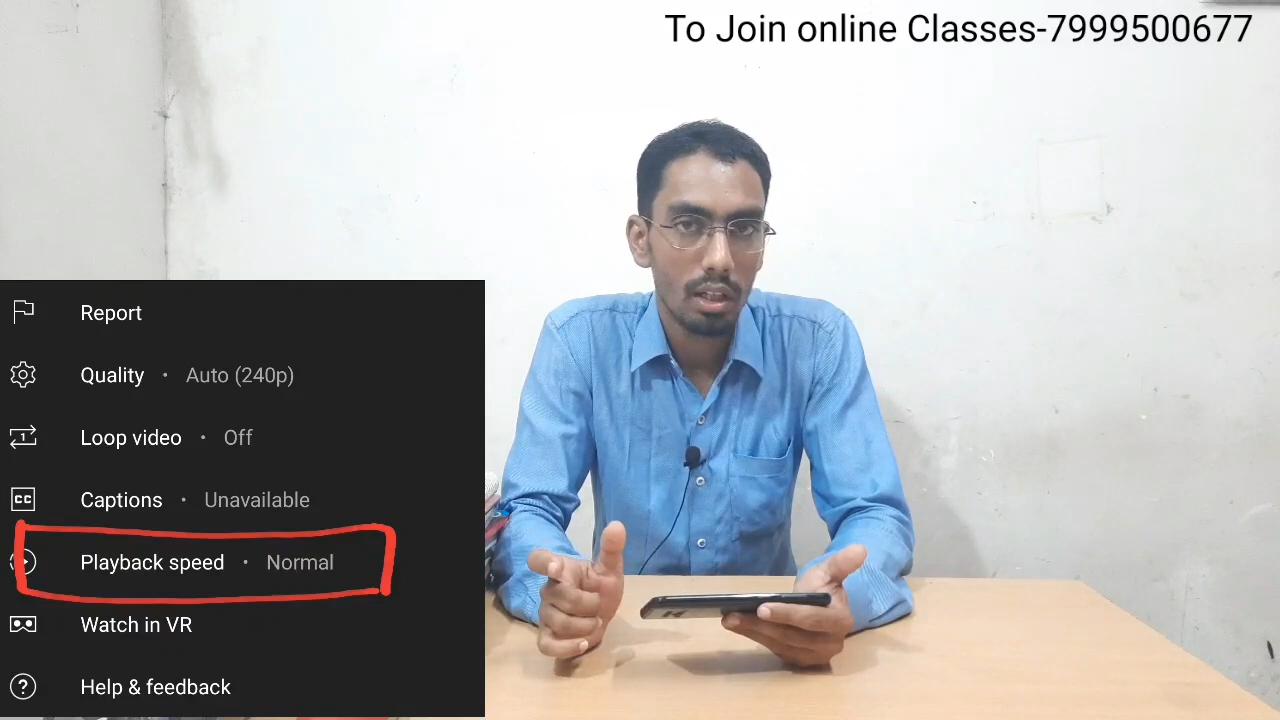 To Join online Classes-7999500677
Report
Quality • Auto (240p)
Loop video • Off
Captions • Unavailable
Playback speed • Normal
Watch in VR
Help & feedback